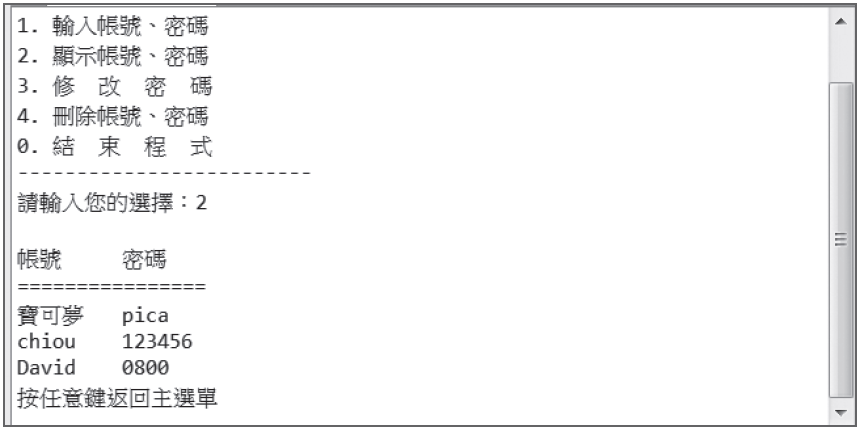 1. 輸入帳號、密碼
2. 顯示帳號、密碼
3. 修  改  密  碼
4. 刪除帳號、密碼
0. 結  束  程  式
-------------------------
請輸入您的選擇：2
帳號     密碼
================
寶可夢   pica
chiou    123456
David    0800
按任意鍵返回主選單